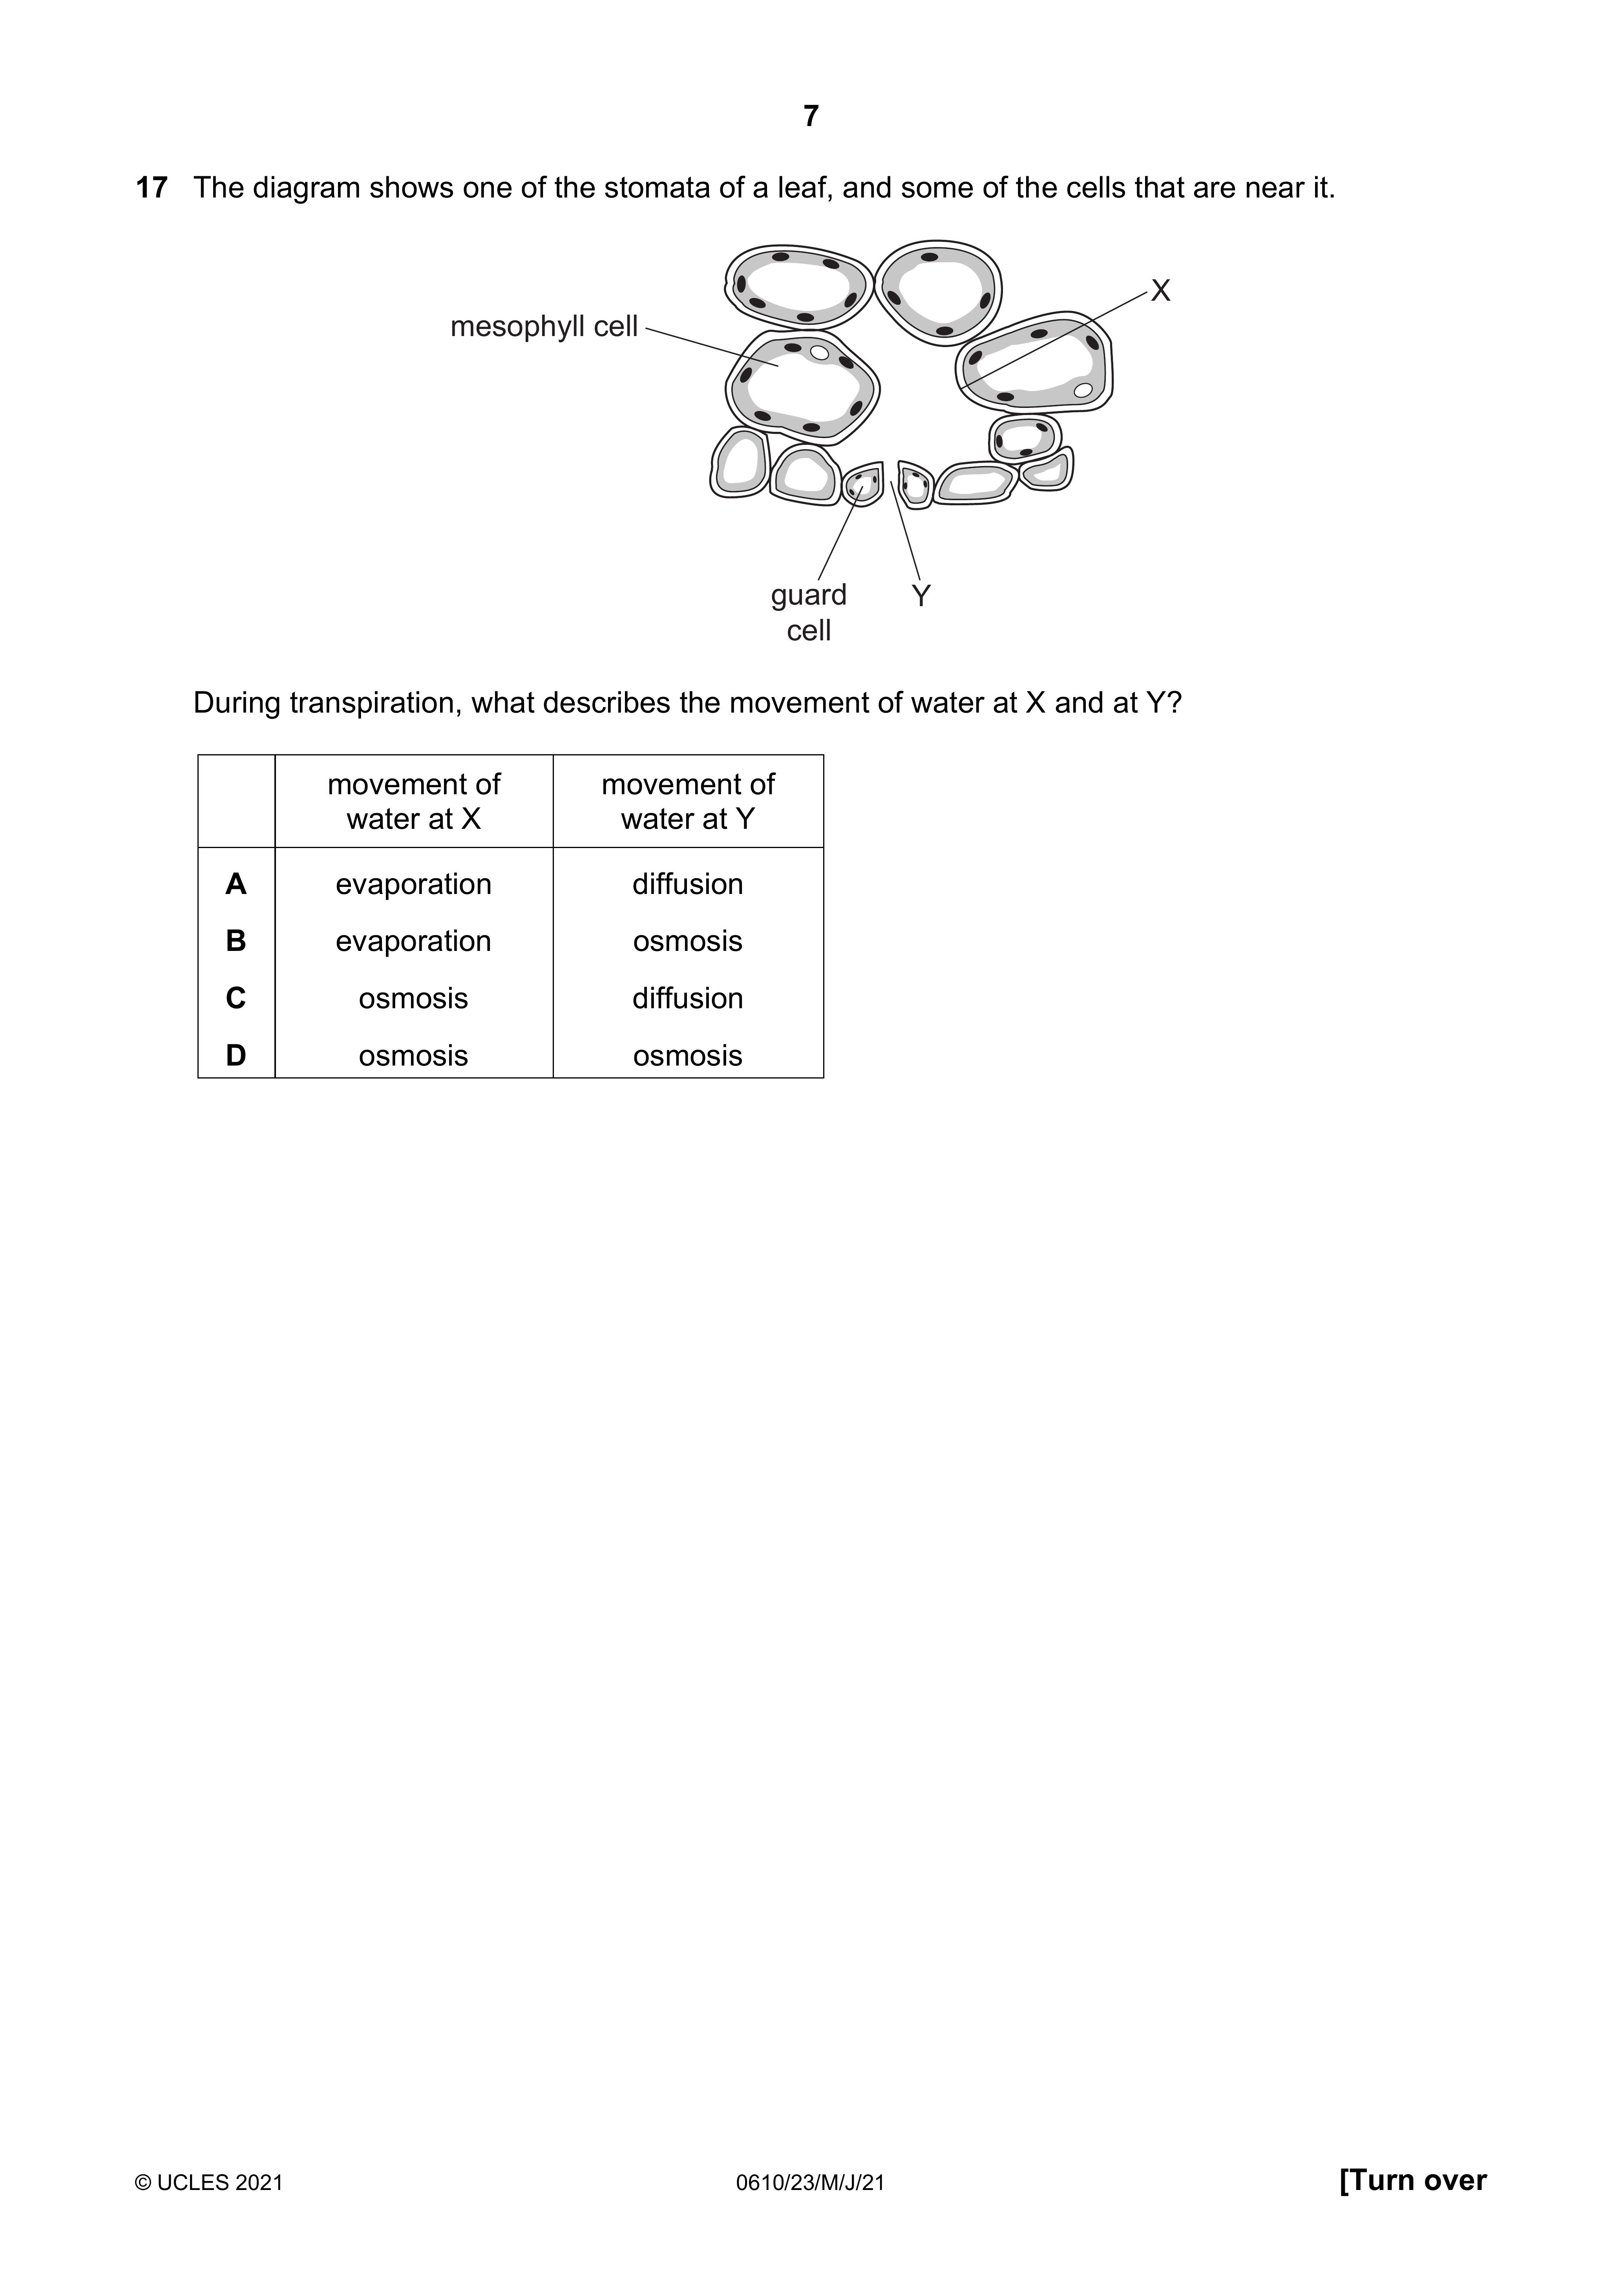 7
17 The diagram shows one of the stomata of a leaf, and some of the cells that are near it.
X
mesophyll cell
guard
cell
Y
During transpiration, what describes the movement of water at X and at Y?
movement of water at X movement of water at Y
A evaporation diffusion
B evaporation osmosis
C osmosis diffusion
D osmosis osmosis
© UCLES 2021 0610/23/M/J/21 [Turn over